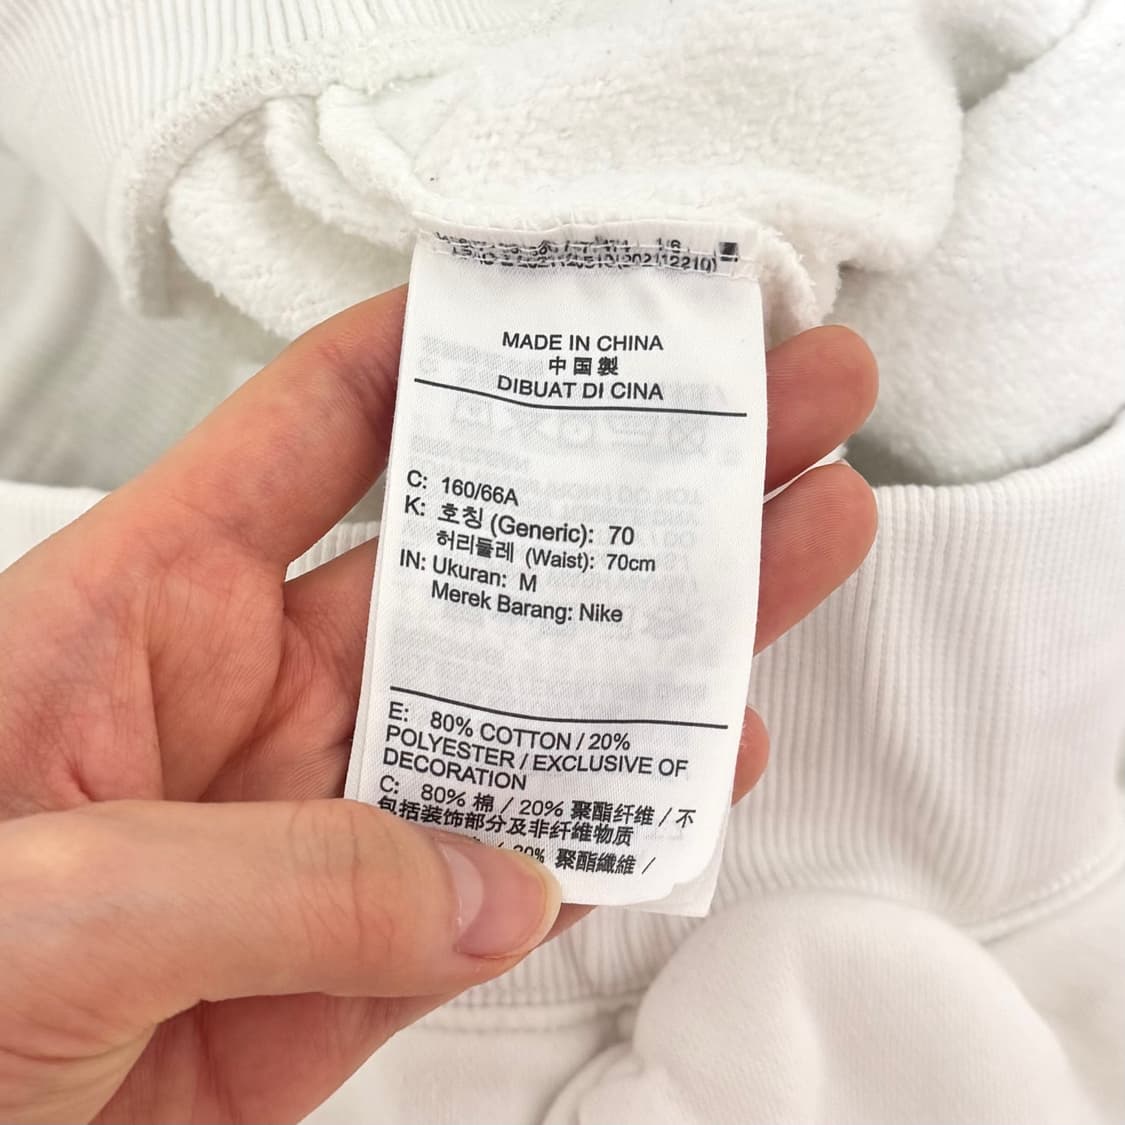 MADE IN CHINA
中国製
DIBUAT DI CINA
C: 160/66A
K: 호칭 (Generic): 70
허리둘레 (Waist): 70cm
IN: Ukuran: M
Merek Barang: Nike
E: 80% COTTON / 20%
POLYESTER / EXCLUSIVE OF
DECORATION
C: 80% 棉 / 20% 聚酯纤维 / 不
包括装饰部分及非纤维物质
/ 20% 聚酯纖維 /